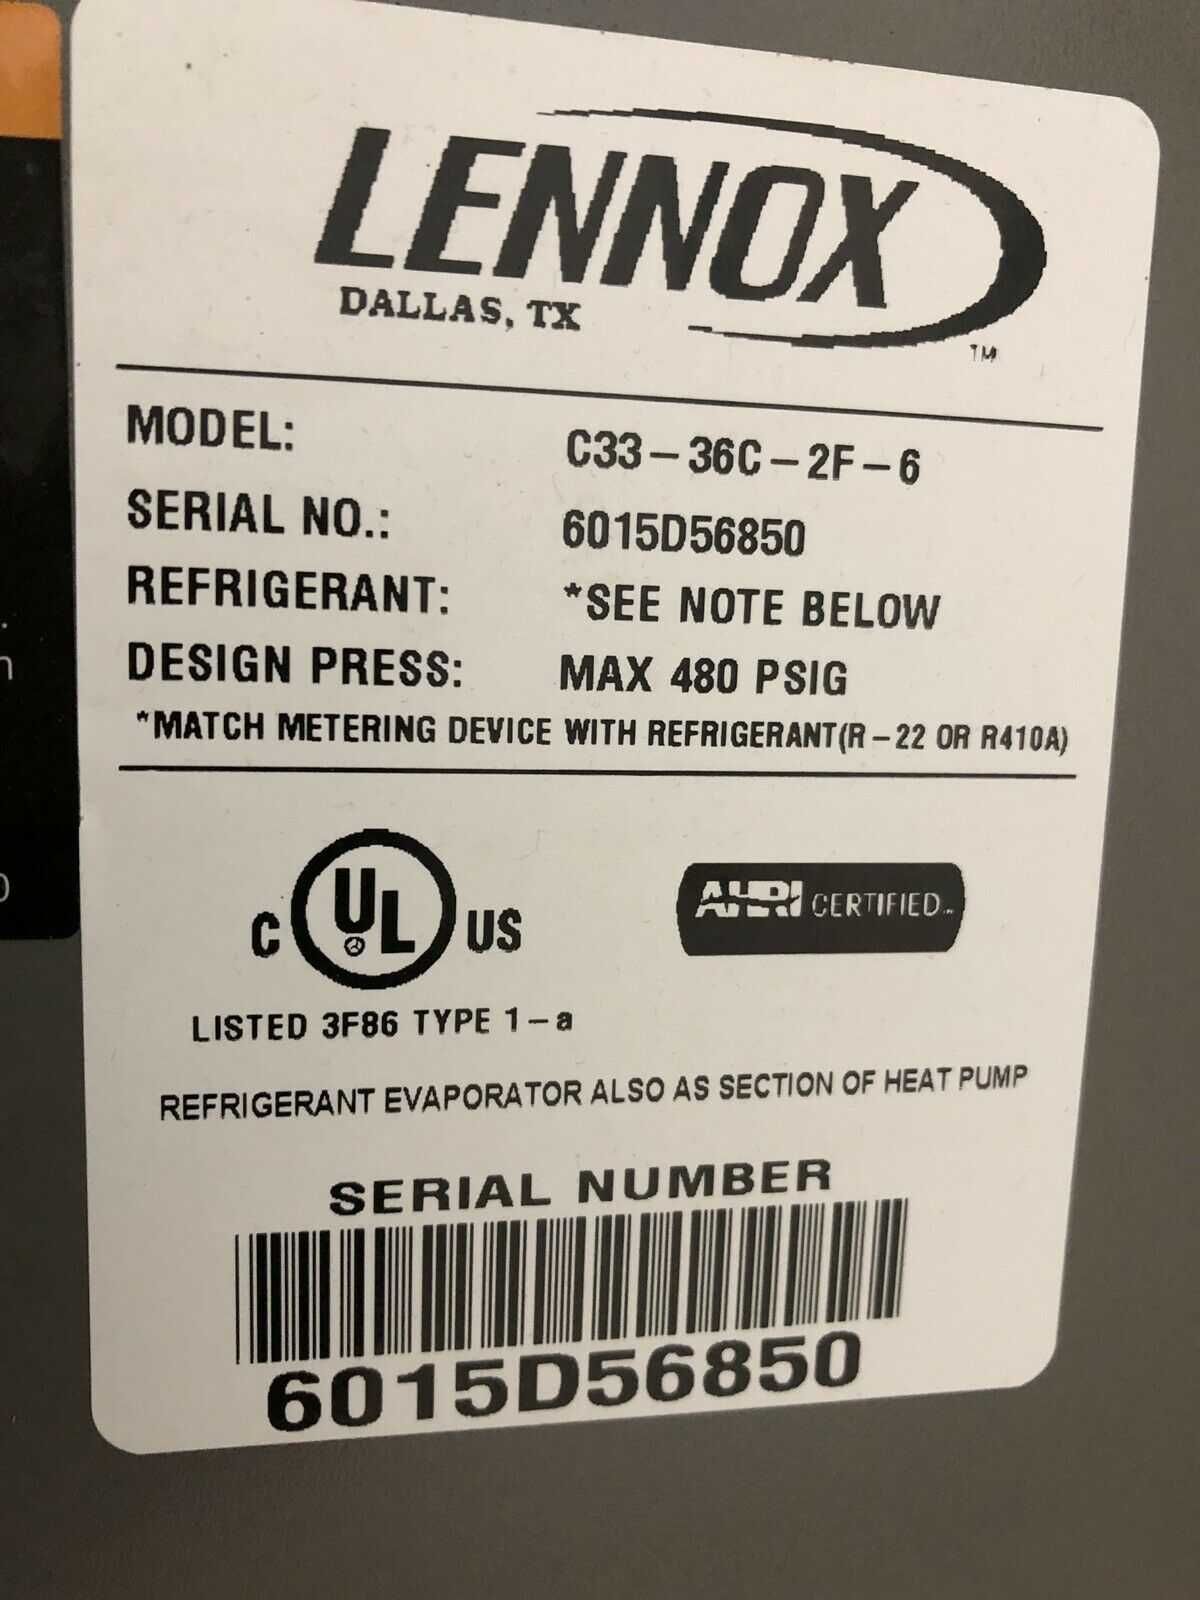 LENNOX
DALLAS, TX
™
MODEL: C33-36C-2F-6
SERIAL NO.: 6015D56850
REFRIGERANT: *SEE NOTE BELOW
DESIGN PRESS: MAX 480 PSIG
*MATCH METERING DEVICE WITH REFRIGERANT(R-22 OR R410A)
C UL US
AHRI CERTIFIED™
LISTED 3F86 TYPE 1-a
REFRIGERANT EVAPORATOR ALSO AS SECTION OF HEAT PUMP
SERIAL NUMBER
6015D56850